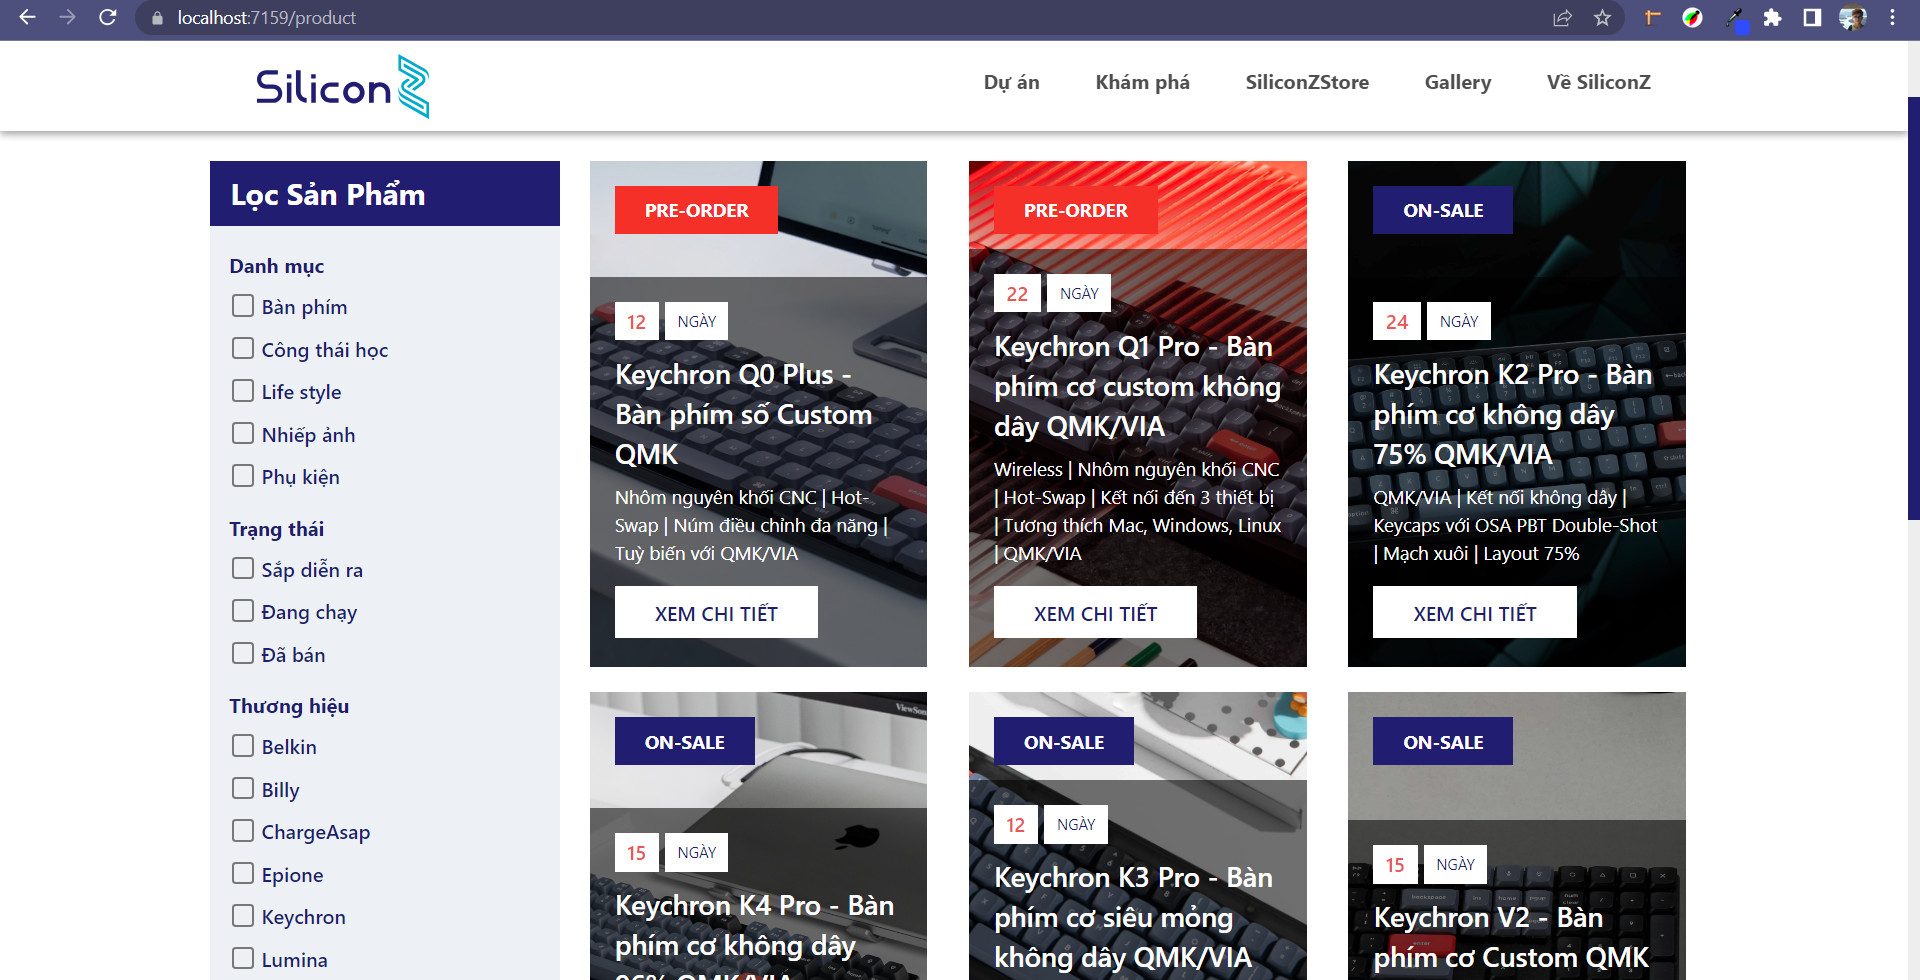 localhost:7159/product
Silicon
Dự án
Khám phá
SiliconZStore
Gallery
Về SiliconZ
Lọc Sản Phẩm
Danh mục
Bàn phím
Công thái học
Life style
Nhiếp ảnh
Phụ kiện
Trạng thái
Sắp diễn ra
Đang chạy
Đã bán
Thương hiệu
Belkin
Billy
ChargeAsap
Epione
Keychron
Lumina
PRE-ORDER
12 NGÀY
Keychron Q0 Plus -
Bàn phím số Custom
QMK
Nhôm nguyên khối CNC | Hot-
Swap | Núm điều chỉnh đa năng |
Tuỳ biến với QMK/VIA
XEM CHI TIẾT
PRE-ORDER
22 NGÀY
Keychron Q1 Pro - Bàn
phím cơ custom không
dây QMK/VIA
Wireless | Nhôm nguyên khối CNC
| Hot-Swap | Kết nối đến 3 thiết bị
| Tương thích Mac, Windows, Linux
| QMK/VIA
XEM CHI TIẾT
ON-SALE
24 NGÀY
Keychron K2 Pro - Bàn
phím cơ không dây
75% QMK/VIA
QMK/VIA | Kết nối không dây |
Keycaps với OSA PBT Double-Shot
| Mạch xuôi | Layout 75%
XEM CHI TIẾT
ON-SALE
15 NGÀY
Keychron K4 Pro - Bàn
phím cơ không dây
96% QMK/VIA
ON-SALE
12 NGÀY
Keychron K3 Pro - Bàn
phím cơ siêu mỏng
không dây QMK/VIA
ON-SALE
15 NGÀY
Keychron V2 - Bàn
phím cơ Custom QMK